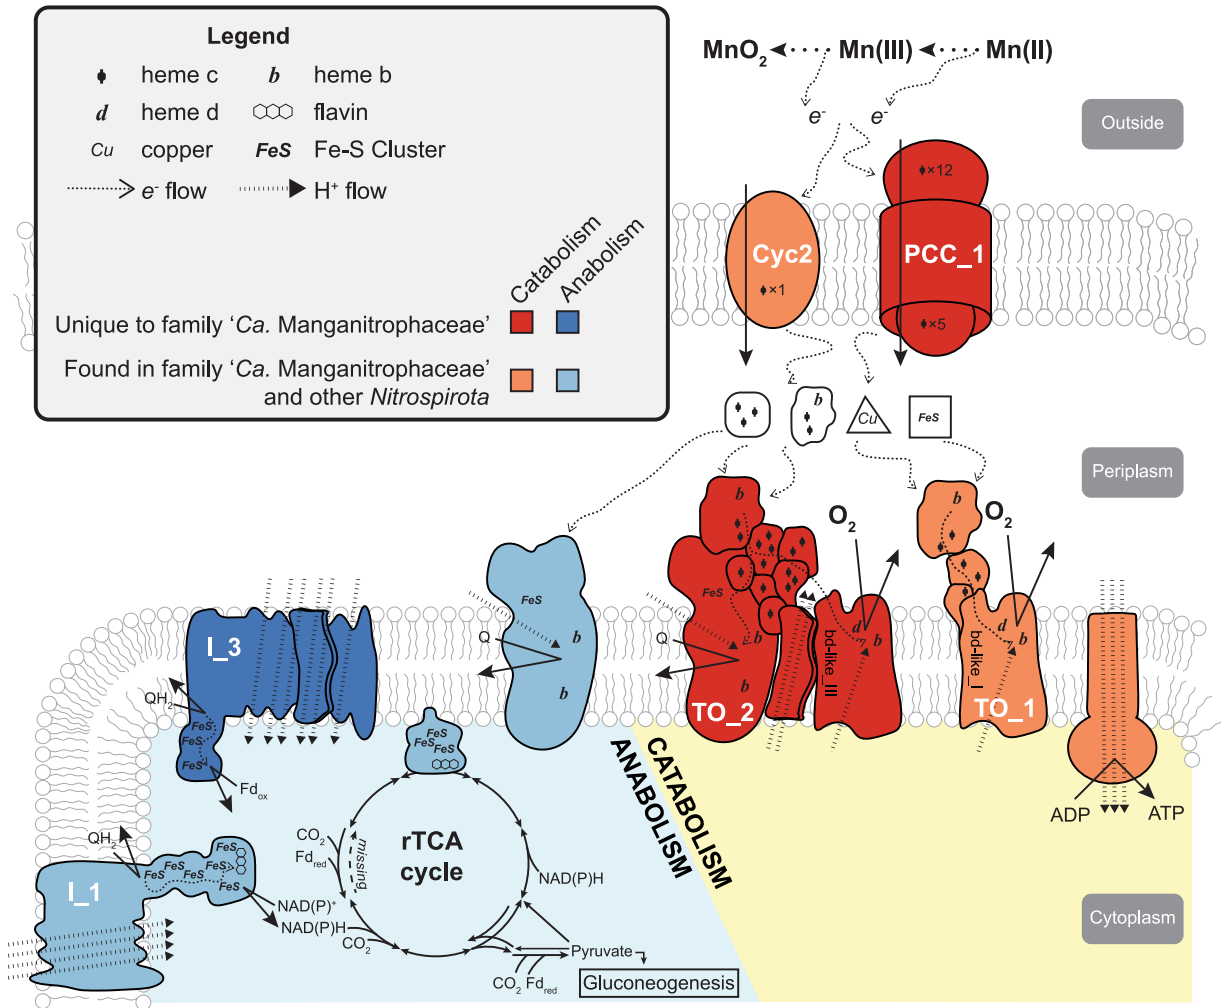 Legend
heme c
b heme b
d heme d
flavin
Cu copper
FeS Fe-S Cluster
e- flow
H+ flow
Catabolism
Anabolism
Unique to family ‘Ca. Manganitrophaceae’
Found in family ‘Ca. Manganitrophaceae’
and other Nitrospirota
MnO2
Mn(III)
Mn(II)
e-
e-
Outside
×12
Cyc2
PCC_1
×1
×5
b
Cu
FeS
Periplasm
b
O2
b
O2
FeS
FeS
I_3
b
Q
b
Q
b
b
d
b
bd-like_III
d
b
bd-like_I
TO_2
TO_1
QH2
FeS
FeS
FeS
Fdox
FeS
FeS
FeS
FeS
CATABOLISM
ANABOLISM
ADP
ATP
QH2
FeS
FeS
FeS
FeS
FeS
FeS
I_1
CO2
Fdred
missing
rTCA
cycle
NAD(P)H
NAD(P)+
NAD(P)H
CO2
Pyruvate
CO2 Fdred
Gluconeogenesis
Cytoplasm